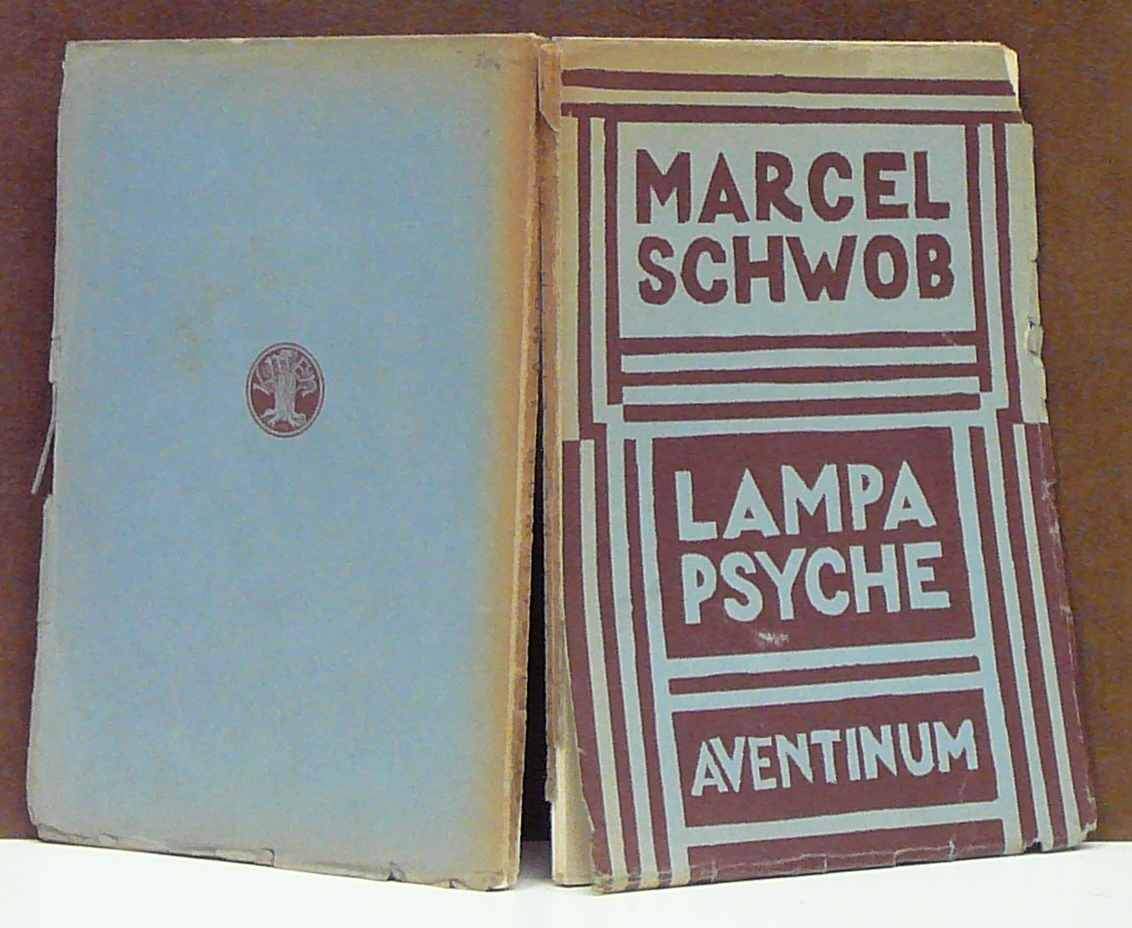 MARCEL
SCHWOB
LAMPA
PSYCHE
AVENTINUM